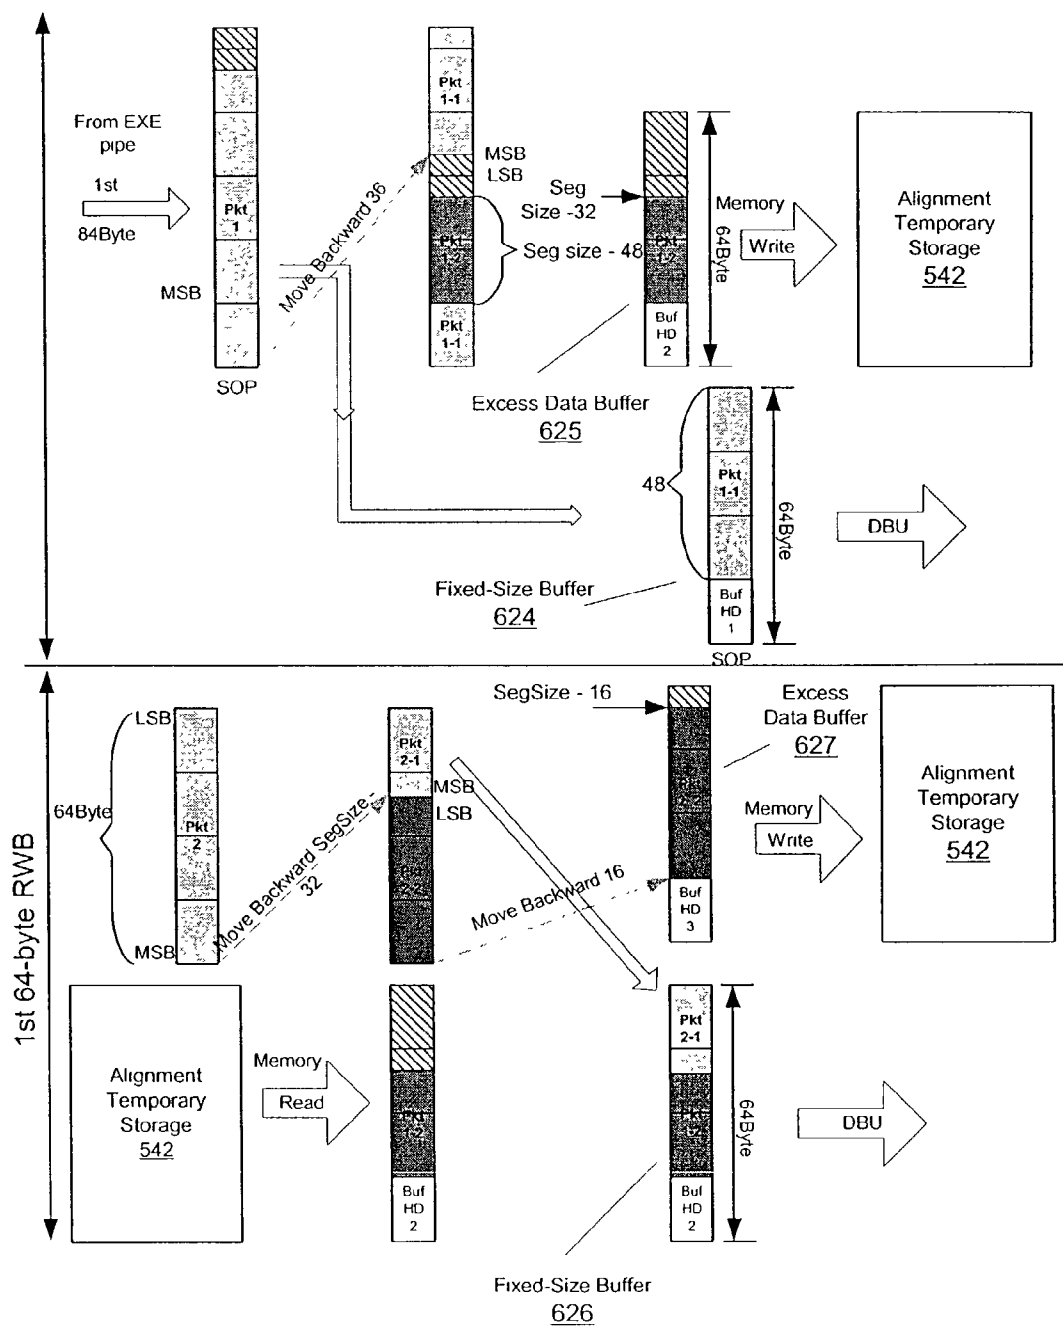 From EXE
pipe
1st
84Byte
Pkt
1
MSB
SOP
Move Backward 36
Pkt
1-1
MSB
LSB
Pkt
1-2
Pkt
1-1
Seg
Size -32
Seg size - 48
Pkt
1-2
Buf
HD
2
64Byte
Memory
Write
Alignment
Temporary
Storage
542
Excess Data Buffer
625
48
Pkt
1-1
Buf
HD
1
SOP
64Byte
DBU
Fixed-Size Buffer
624
1st 64-byte RWB
LSB
64Byte
Pkt
2
MSB
Move Backward SegSize -
32
Pkt
2-1
MSB
LSB
SegSize - 16
Move Backward 16
Buf
HD
3
Excess
Data Buffer
627
Memory
Write
Alignment
Temporary
Storage
542
Alignment
Temporary
Storage
542
Memory
Read
Pkt
1-2
Buf
HD
2
Pkt
2-1
Pkt
1-2
Buf
HD
2
64Byte
DBU
Fixed-Size Buffer
626